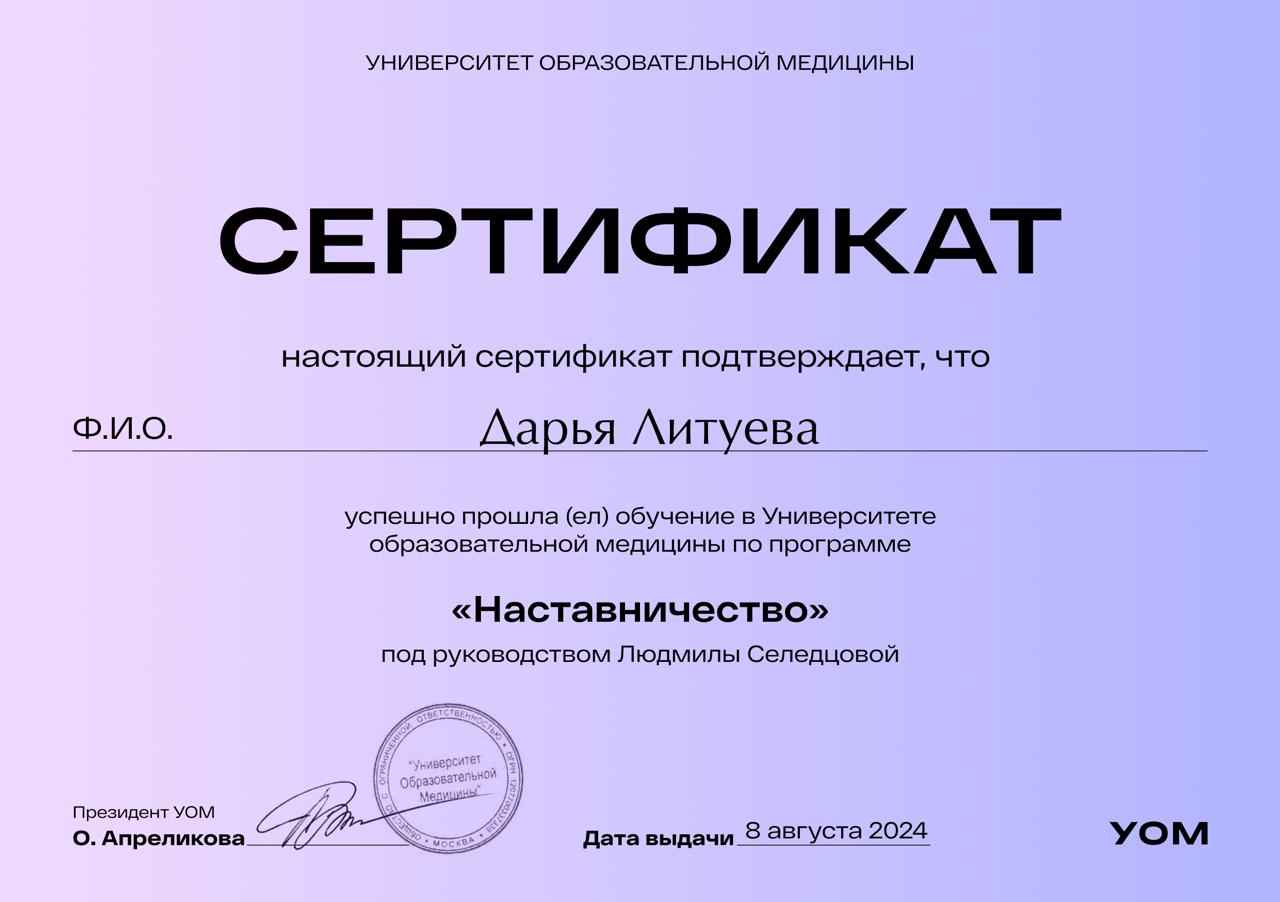 УНИВЕРСИТЕТ ОБРАЗОВАТЕЛЬНОЙ МЕДИЦИНЫ
СЕРТИФИКАТ
настоящий сертификат подтверждает, что
Ф.И.О. Дарья Литуева
успешно прошла (ел) обучение в Университете
образовательной медицины по программе
«Наставничество»
под руководством Людмилы Селедцовой
ОБЩЕСТВО С ОГРАНИЧЕННОЙ ОТВЕТСТВЕННОСТЬЮ • ОГРН
• МОСКВА •
"Университет
Образовательной
Медицины"
Президент УОМ
О. Апреликова
Дата выдачи 8 августа 2024
УОМ